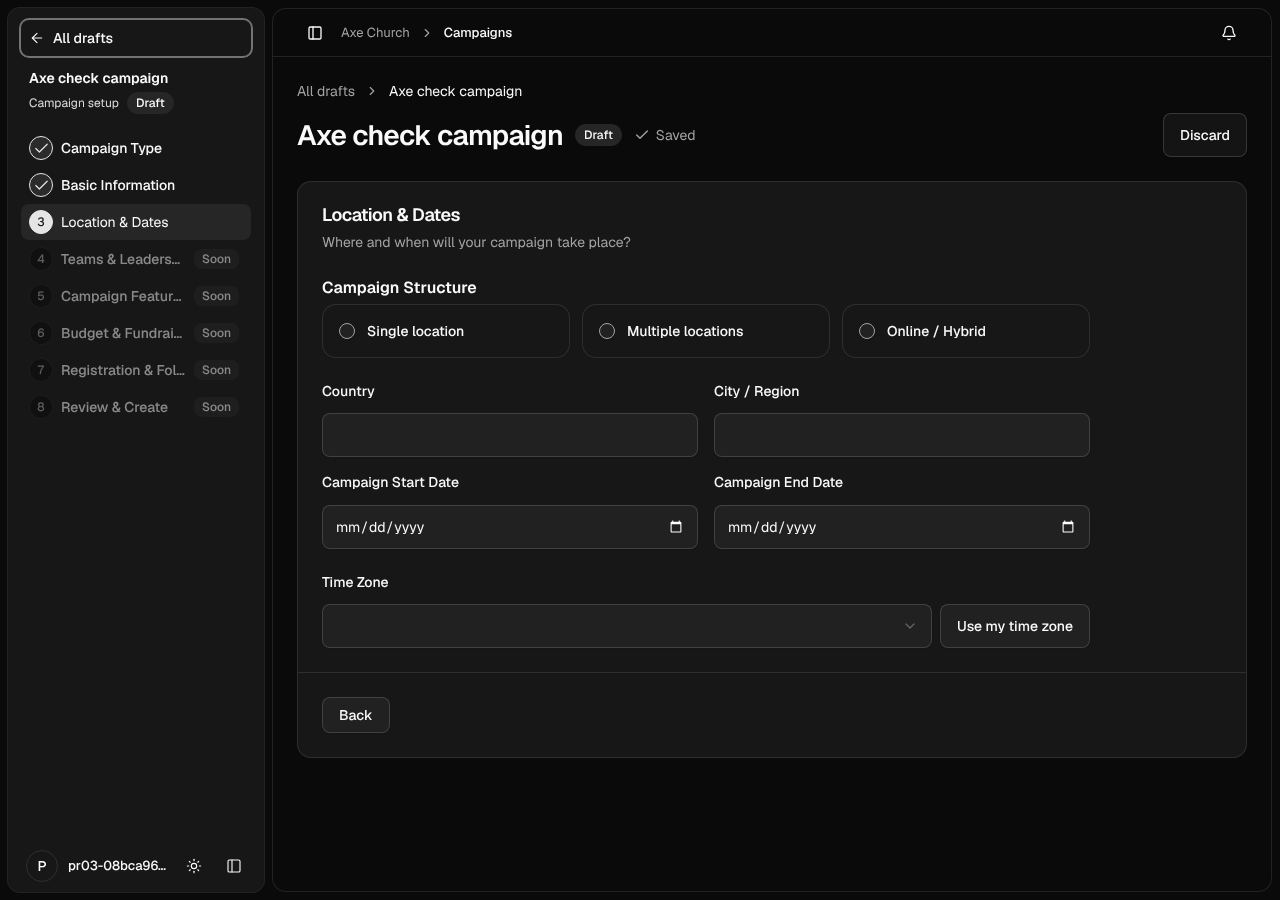 All drafts
Axe check campaign
Campaign setup Draft
Campaign Type
Basic Information
3 Location & Dates
4 Teams & Leaders... Soon
5 Campaign Featur... Soon
6 Budget & Fundrai... Soon
7 Registration & Fol... Soon
8 Review & Create Soon
P pr03-08bca96...
Axe Church > Campaigns
All drafts > Axe check campaign
Axe check campaign Draft Saved
Discard
Location & Dates
Where and when will your campaign take place?
Campaign Structure
Single location Multiple locations Online / Hybrid
Country City / Region
Campaign Start Date Campaign End Date
mm/dd/yyyy mm/dd/yyyy
Time Zone
Use my time zone
Back